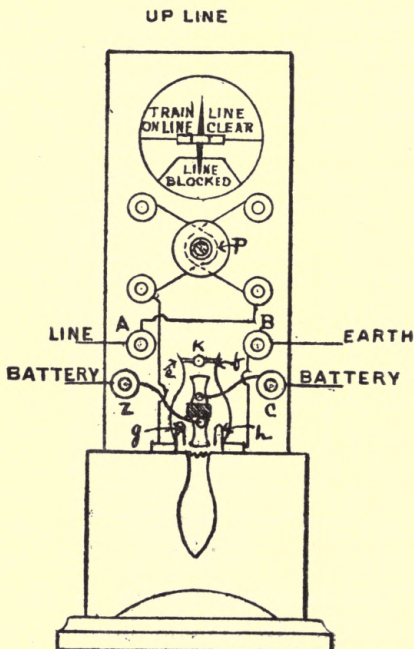 UP LINE
TRAIN LINE
ON LINE CLEAR
LINE
BLOCKED
P
A B
K
LINE EARTH
e f
BATTERY BATTERY
Z C
g h